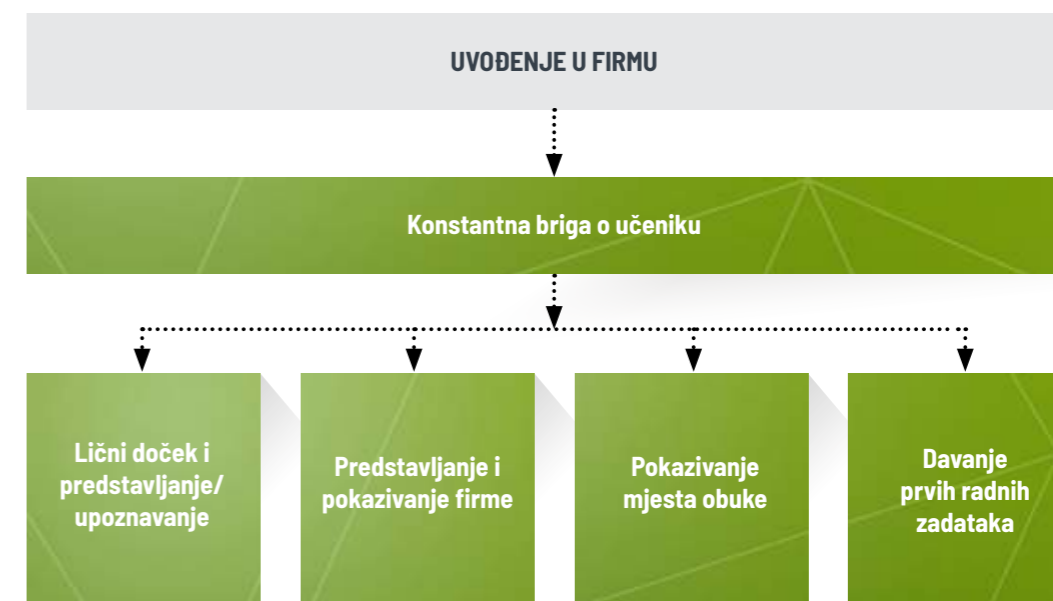 UVOĐENJE U FIRMU
Konstantna briga o učeniku
Lični doček i
predstavljanje/
upoznavanje
Predstavljanje i
pokazivanje firme
Pokazivanje
mjesta obuke
Davanje
prvih radnih
zadataka